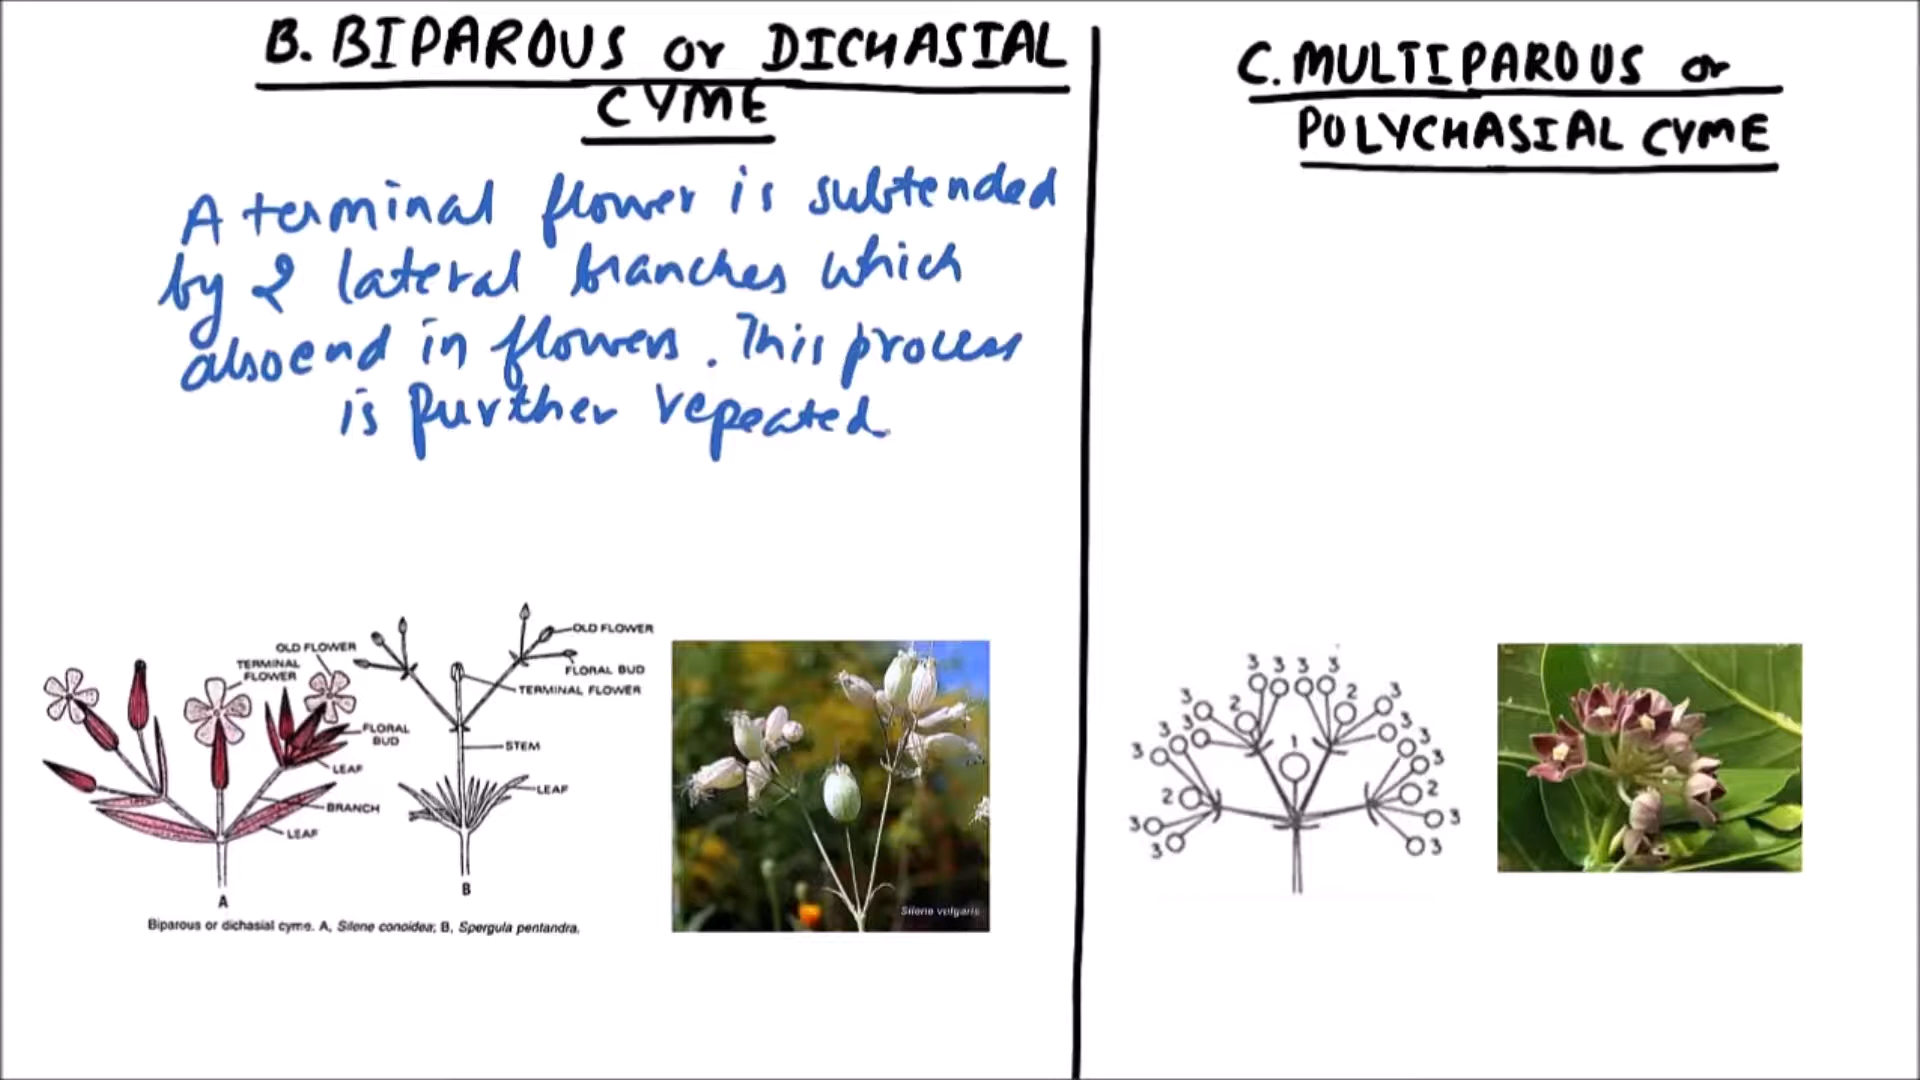 B. BIPAROUS or DICHASIAL
CYME
A terminal flower is subtended
by 2 lateral branches which
also end in flowers. This process
is further repeated
OLD FLOWER
TERMINAL
FLOWER
FLORAL
BUD
LEAF
BRANCH
LEAF
A
OLD FLOWER
FLORAL BUD
TERMINAL FLOWER
STEM
LEAF
B
Biparous or dichasial cyme. A, Silene conoidea; B, Spergula pentandra.
Silene vulgaris
C. MULTIPAROUS or
POLYCHASIAL CYME
3 3 3 3
3 2 2 3
3 3 1 3 3
3 3
2 2
3 3
3 3